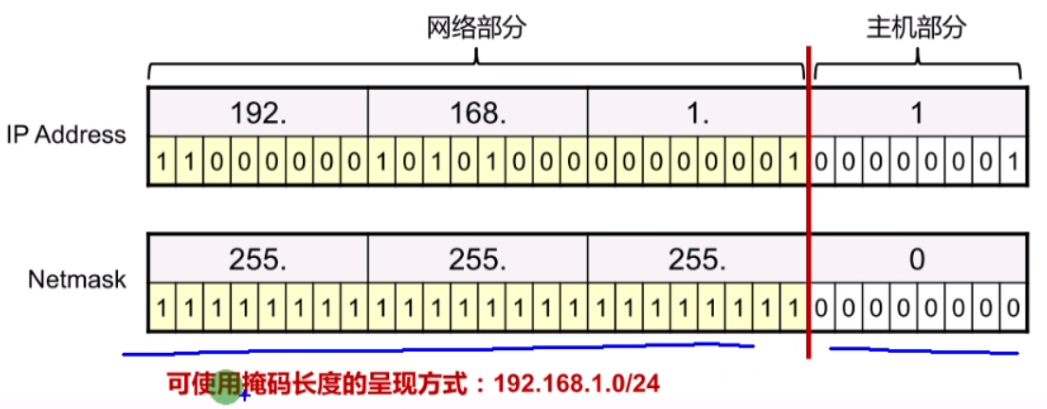 网络部分 主机部分
192. 168. 1. 1
IP Address
1 1 0 0 0 0 0 0 1 0 1 0 1 0 0 0 0 0 0 0 0 0 0 1 0 0 0 0 0 0 0 1
255. 255. 255. 0
Netmask
1 1 1 1 1 1 1 1 1 1 1 1 1 1 1 1 1 1 1 1 1 1 1 1 0 0 0 0 0 0 0 0
可使用掩码长度的呈现方式：192.168.1.0/24